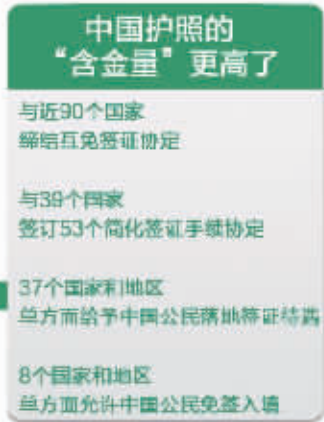 中国护照的
“含金量”更高了
与近90个国家
缔结互免签证协定
与39个国家
签订53个简化签证手续协定
37个国家和地区
单方面给予中国公民落地签证待遇
8个国家和地区
单方面允许中国公民免签入境